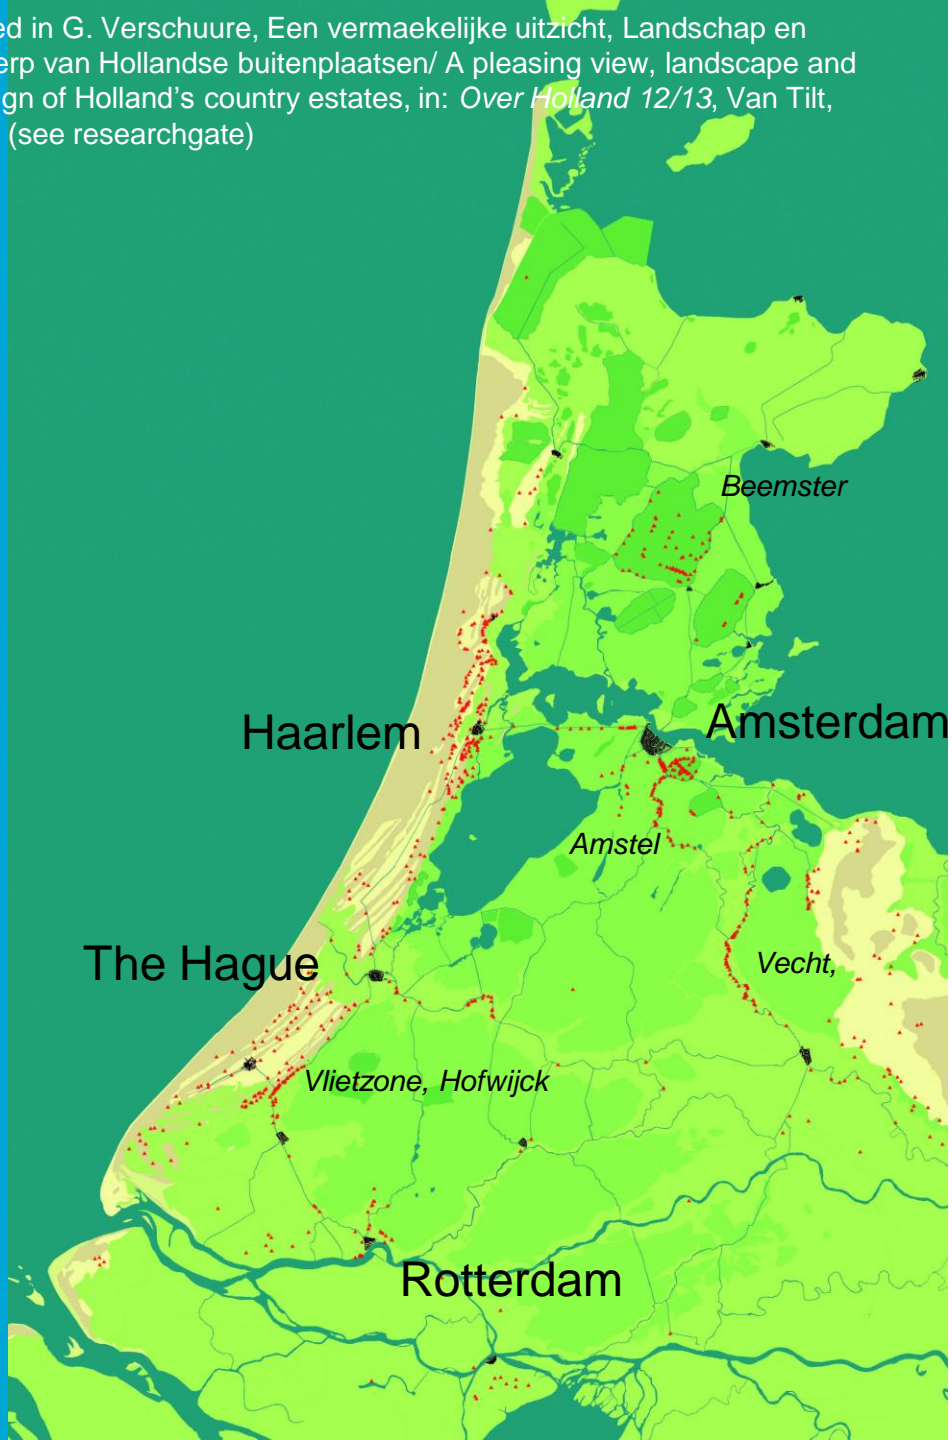 ed in G. Verschuure, Een vermaekelijke uitzicht, Landschap en
erp van Hollandse buitenplaatsen/ A pleasing view, landscape and
gn of Holland's country estates, in: Over Holland 12/13, Van Tilt,
(see researchgate)
Beemster
Haarlem
Amsterdam
Amstel
The Hague
Vecht,
Vlietzone, Hofwijck
Rotterdam